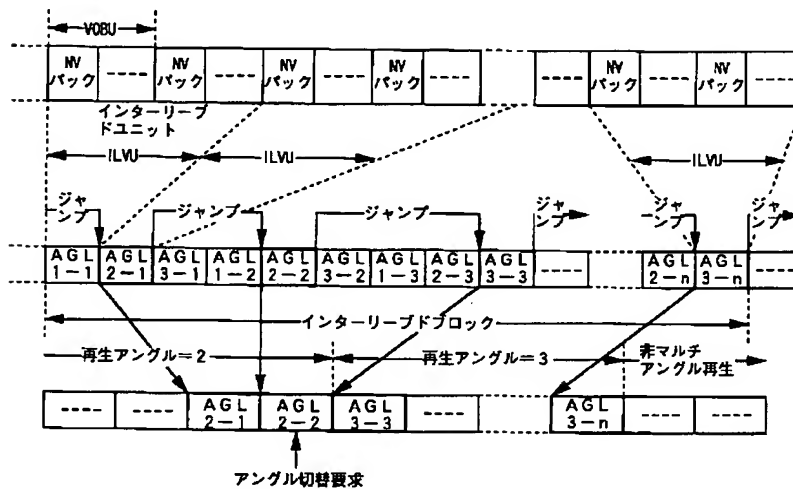 VOBU
NV パック ---- NV パック ---- NV パック ---- NV パック ---- ---- NV パック ---- NV パック ----
インターリーブ
ドユニット
ILVU ILVU ILVU
ジャンプ ジャンプ ジャンプ ジャンプ ジャンプ ジャンプ
AGL 1-1 AGL 2-1 AGL 3-1 AGL 1-2 AGL 2-2 AGL 3-2 AGL 1-3 AGL 2-3 AGL 3-3 ---- AGL 2-n AGL 3-n ----
インターリーブドブロック
再生アングル=2 再生アングル=3 非マルチ
アングル再生
---- ---- AGL 2-1 AGL 2-2 AGL 3-3 ---- AGL 3-n ---- ----
アングル切替要求